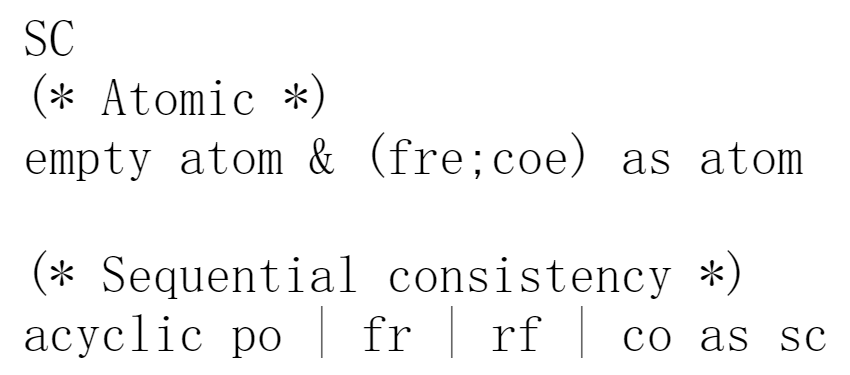 SC
(* Atomic *)
empty atom & (fre;coe) as atom
(* Sequential consistency *)
acyclic po | fr | rf | co as sc